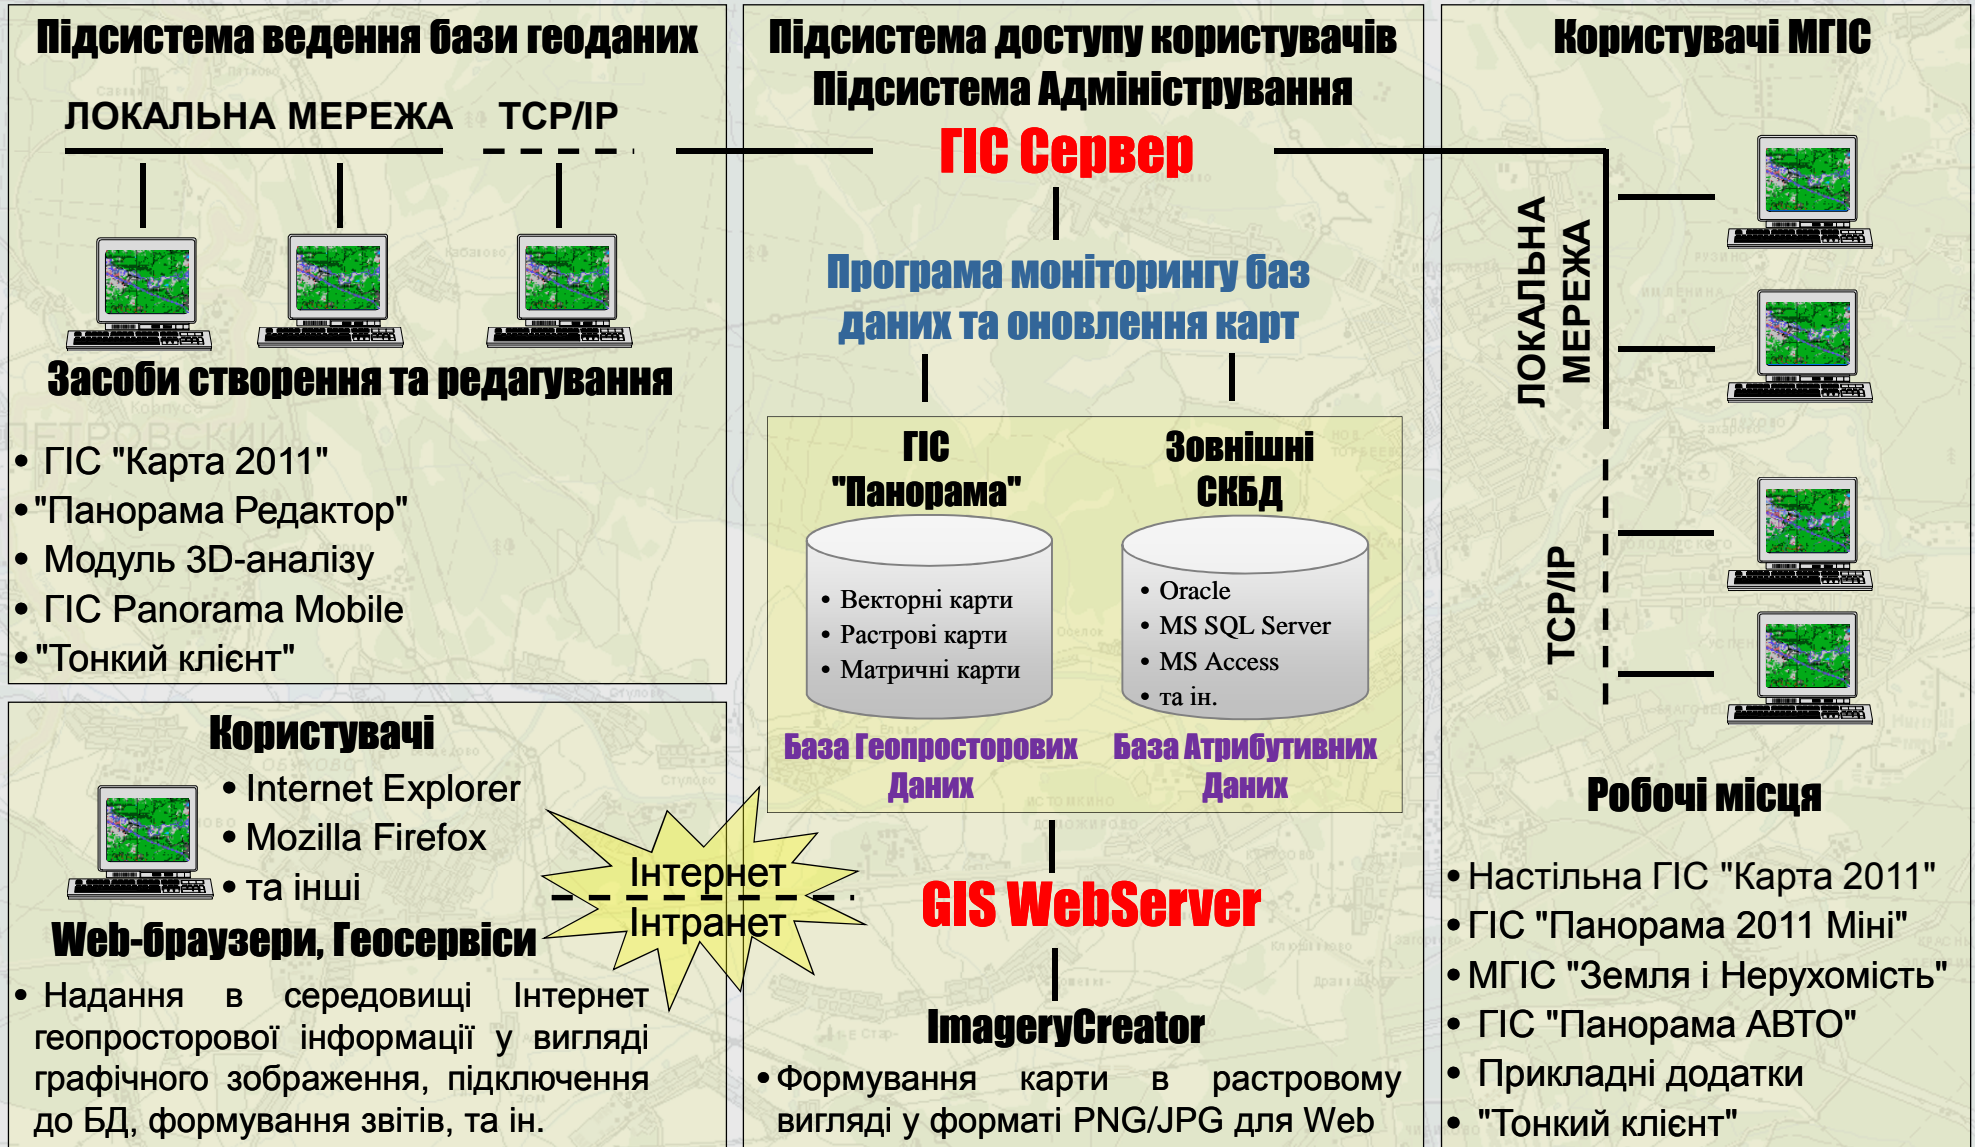 Підсистема ведення бази геоданих
ЛОКАЛЬНА МЕРЕЖА TCP/IP
Засоби створення та редагування
• ГІС "Карта 2011"
• "Панорама Редактор"
• Модуль 3D-аналізу
• ГІС Panorama Mobile
• "Тонкий клієнт"
Користувачі
• Internet Explorer
• Mozilla Firefox
• та інші
Web-браузери, Геосервіси
• Надання в середовищі Інтернет
геопросторової інформації у вигляді
графічного зображення, підключення
до БД, формування звітів, та ін.
Інтернет
Інтранет
Підсистема доступу користувачів
Підсистема Адміністрування
ГІС Сервер
Програма моніторингу баз
даних та оновлення карт
ГІС
"Панорама"
• Векторні карти
• Растрові карти
• Матричні карти
База Геопросторових
Даних
Зовнішні
СКБД
• Oracle
• MS SQL Server
• MS Access
• та ін.
База Атрибутивних
Даних
GIS WebServer
ImageryCreator
• Формування карти в растровому
вигляді у форматі PNG/JPG для Web
Користувачі МГІС
ЛОКАЛЬНА
МЕРЕЖА
TCP/IP
Робочі місця
• Настільна ГІС "Карта 2011"
• ГІС "Панорама 2011 Міні"
• МГІС "Земля і Нерухомість"
• ГІС "Панорама АВТО"
• Прикладні додатки
• "Тонкий клієнт"